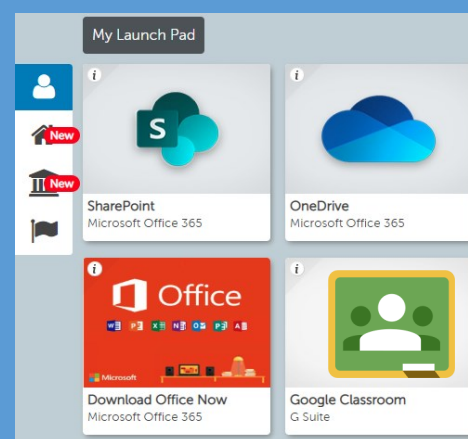 My Launch Pad
New
New
S
SharePoint
Microsoft Office 365
OneDrive
Microsoft Office 365
Office
Microsoft
Download Office Now
Microsoft Office 365
Google Classroom
G Suite